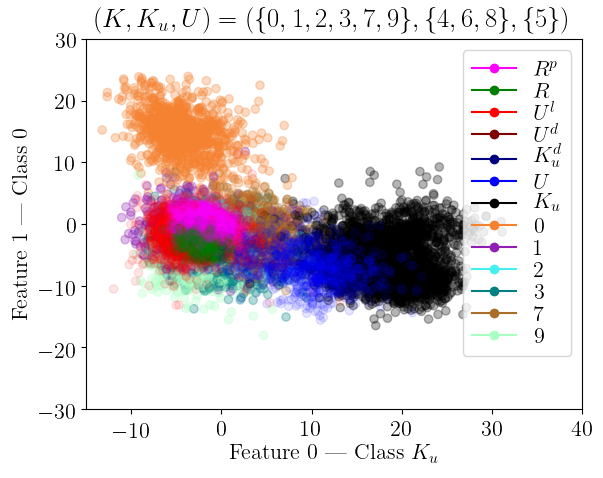 (K, K_u, U) = ({0, 1, 2, 3, 7, 9}, {4, 6, 8}, {5})
30
20
10
0
−10
−20
−30
Feature 1 — Class 0
R^p
R
U^l
U^d
K_u^d
U
K_u
0
1
2
3
7
9
−10
0
10
20
30
40
Feature 0 — Class K_u